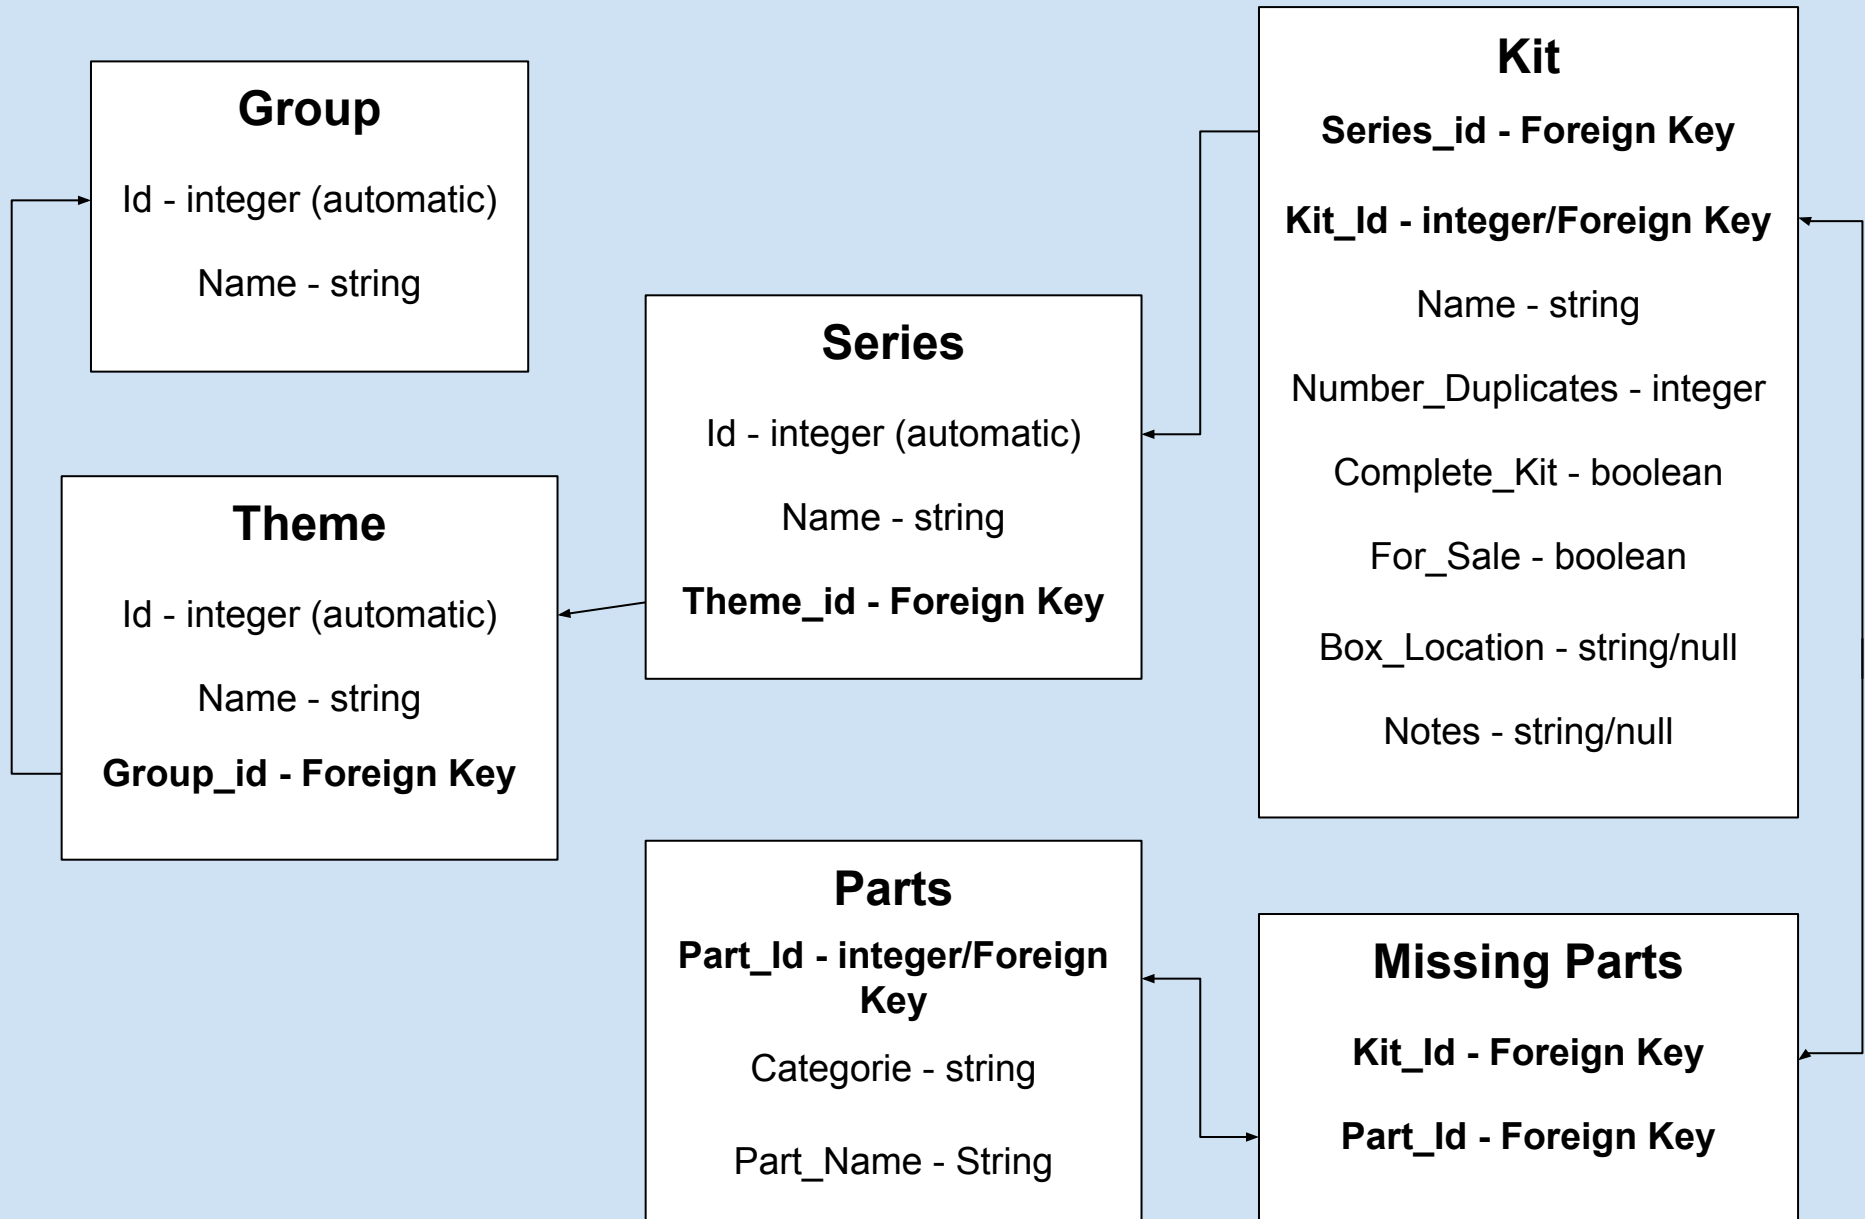 Group
Id - integer (automatic)
Name - string
Theme
Id - integer (automatic)
Name - string
Group_id - Foreign Key
Series
Id - integer (automatic)
Name - string
Theme_id - Foreign Key
Kit
Series_id - Foreign Key
Kit_Id - integer/Foreign Key
Name - string
Number_Duplicates - integer
Complete_Kit - boolean
For_Sale - boolean
Box_Location - string/null
Notes - string/null
Parts
Part_Id - integer/Foreign
Key
Categorie - string
Part_Name - String
Missing Parts
Kit_Id - Foreign Key
Part_Id - Foreign Key